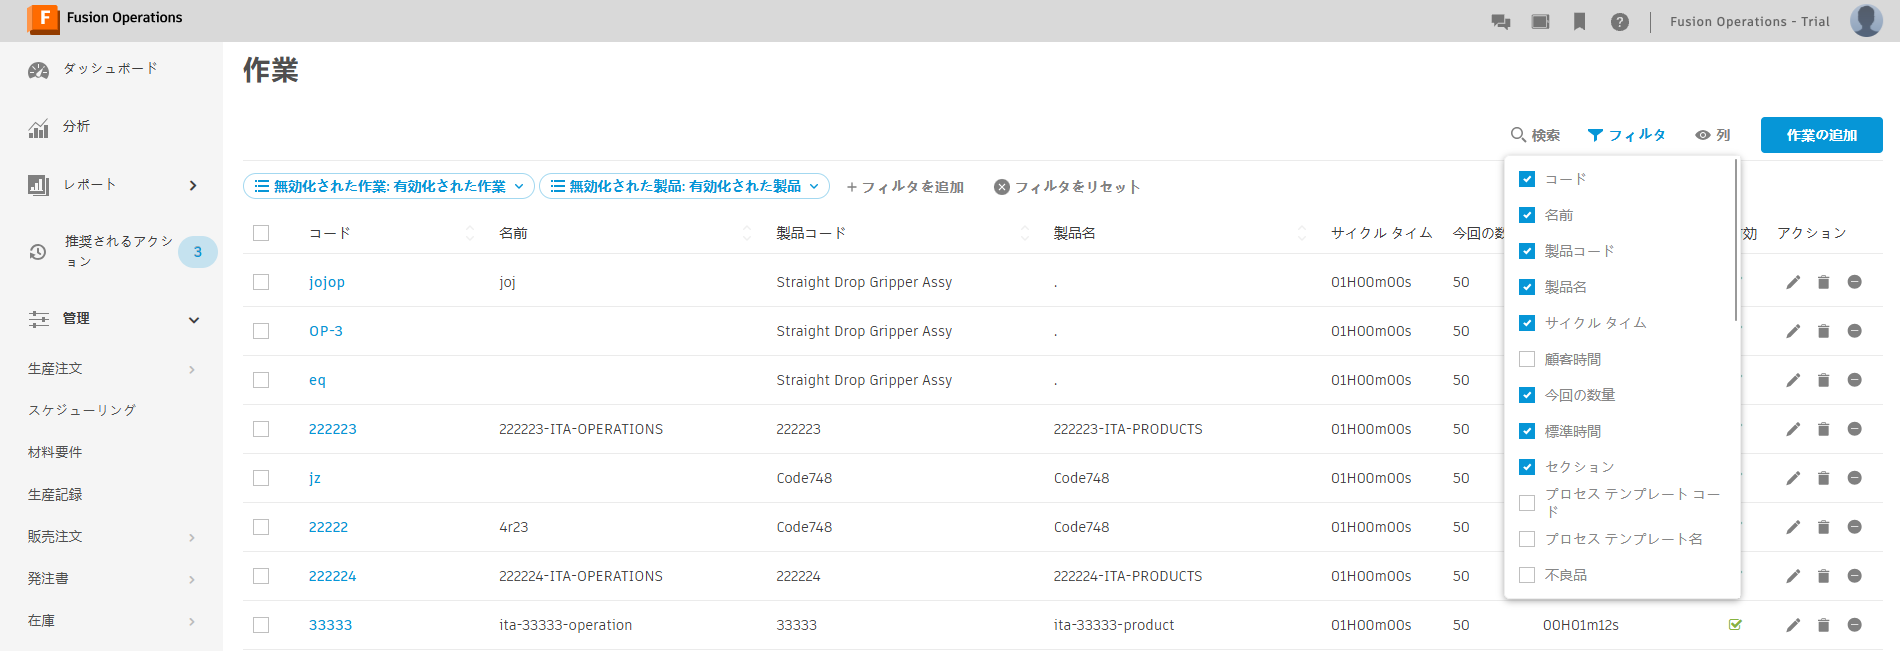 Fusion Operations
Fusion Operations - Trial
ダッシュボード
分析
レポート
推奨されるアクシ
ョン
3
管理
生産注文
スケジューリング
材料要件
生産記録
販売注文
発注書
在庫
作業
検索 フィルタ 列 作業の追加
無効化された作業: 有効化された作業 無効化された製品: 有効化された製品 + フィルタを追加 フィルタをリセット
コード 名前 製品コード 製品名 サイクル タイム 今回の数 効 アクション
jojop joj Straight Drop Gripper Assy . 01H00m00s 50
OP-3 Straight Drop Gripper Assy . 01H00m00s 50
eq Straight Drop Gripper Assy . 01H00m00s 50
222223 222223-ITA-OPERATIONS 222223 222223-ITA-PRODUCTS 01H00m00s 50
jz Code748 Code748 01H00m00s 50
22222 4r23 Code748 Code748 01H00m00s 50
222224 222224-ITA-OPERATIONS 222224 222224-ITA-PRODUCTS 01H00m00s 50
33333 ita-33333-operation 33333 ita-33333-product 01H00m00s 50 00H01m12s
コード
名前
製品コード
製品名
サイクル タイム
顧客時間
今回の数量
標準時間
セクション
プロセス テンプレート コー
ド
プロセス テンプレート名
不良品